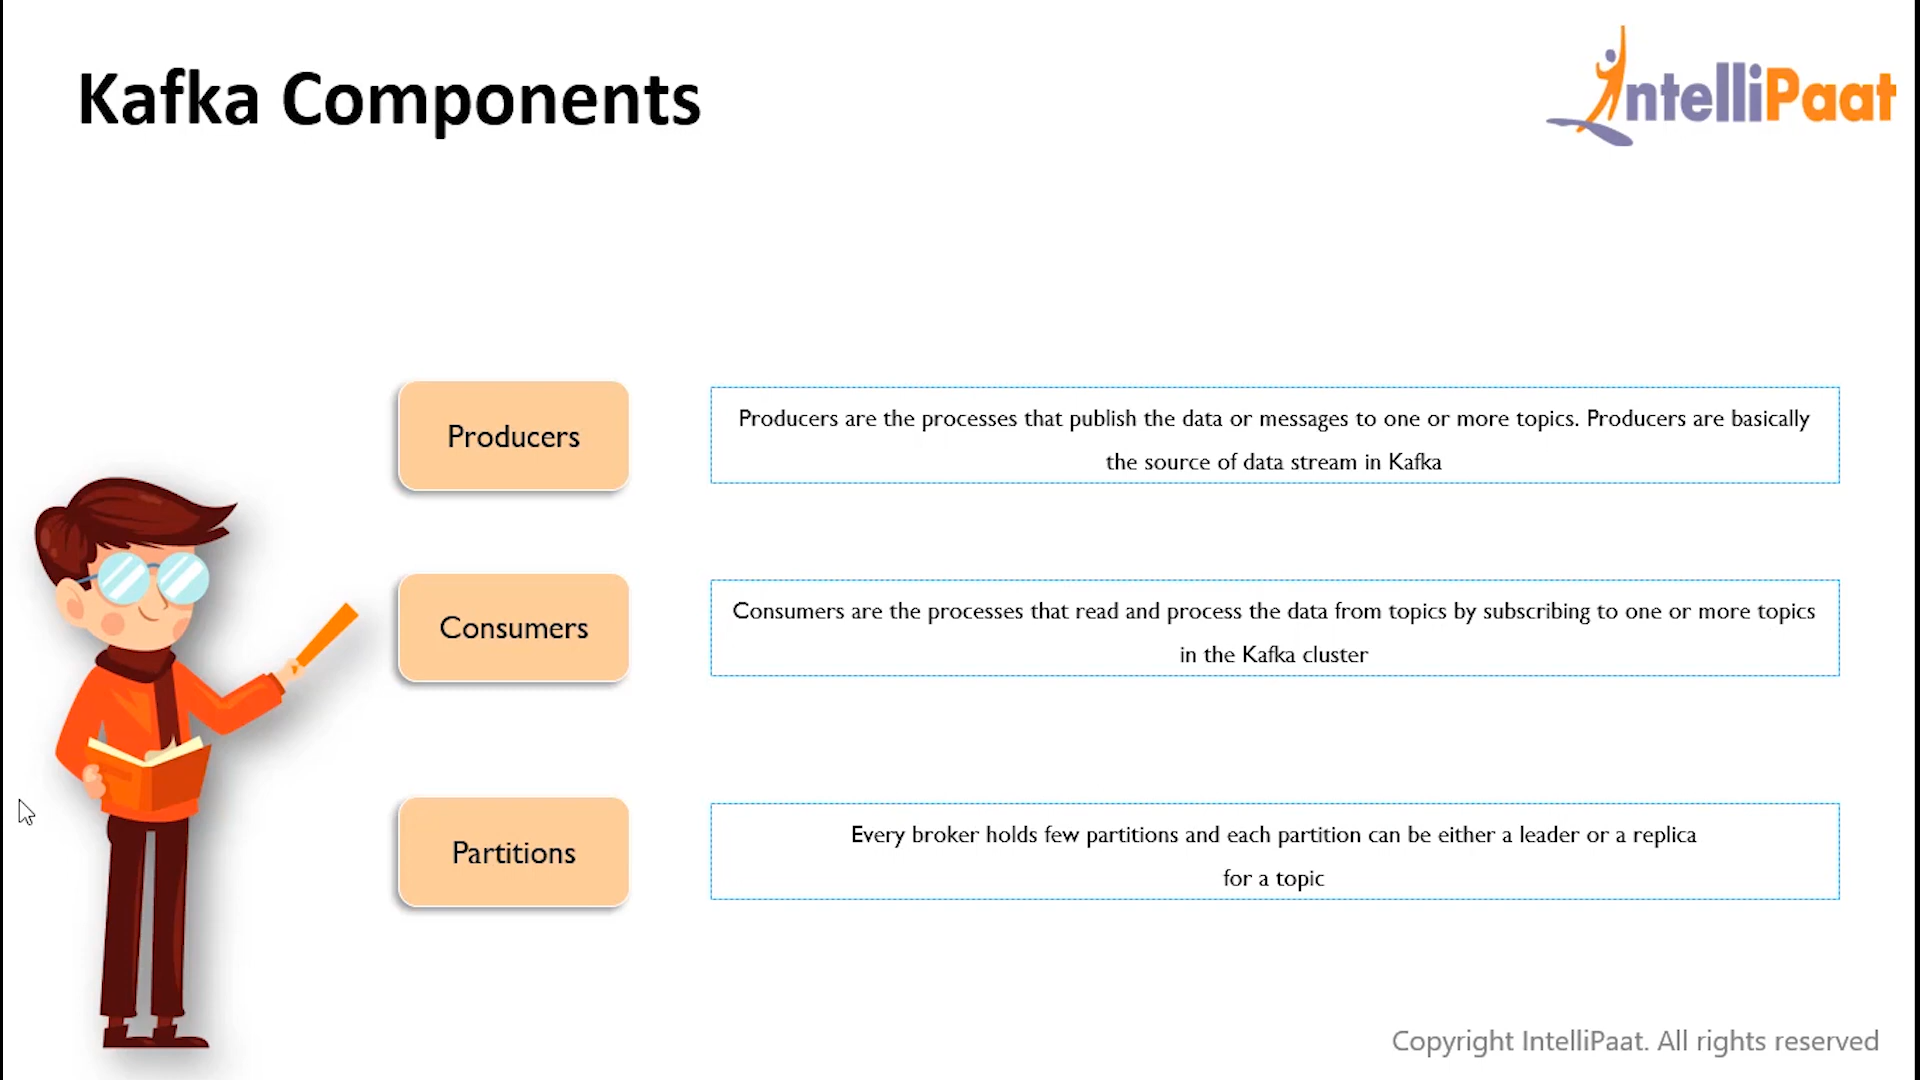 Kafka Components
IntelliPaat
Producers
Producers are the processes that publish the data or messages to one or more topics. Producers are basically
the source of data stream in Kafka
Consumers
Consumers are the processes that read and process the data from topics by subscribing to one or more topics
in the Kafka cluster
Partitions
Every broker holds few partitions and each partition can be either a leader or a replica
for a topic
Copyright IntelliPaat. All rights reserved